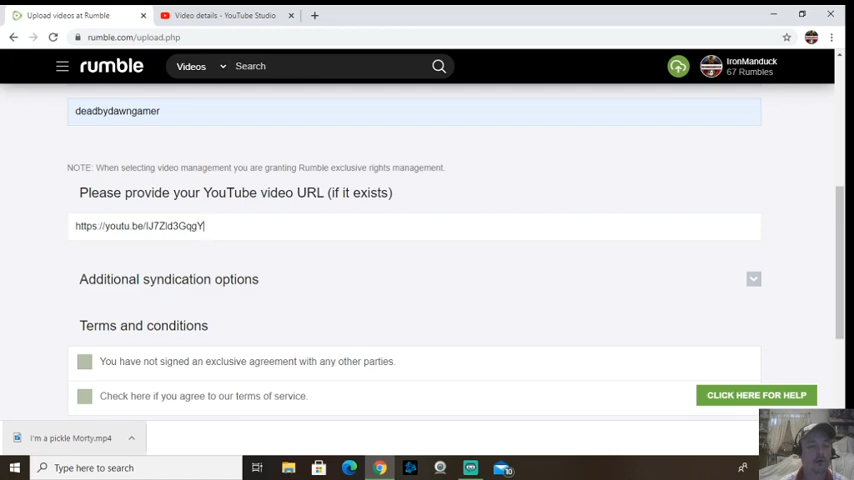 Upload videos at Rumble
Video details - YouTube Studio
rumble.com/upload.php
rumble
Videos
Search
IronManduck
67 Rumbles
deadbydawngamer
NOTE: When selecting video management you are granting Rumble exclusive rights management.
Please provide your YouTube video URL (if it exists)
https://youtu.be/IJ7Zld3GqgY
Additional syndication options
Terms and conditions
You have not signed an exclusive agreement with any other parties.
Check here if you agree to our terms of service.
CLICK HERE FOR HELP
I'm a pickle Morty.mp4
Type here to search
10